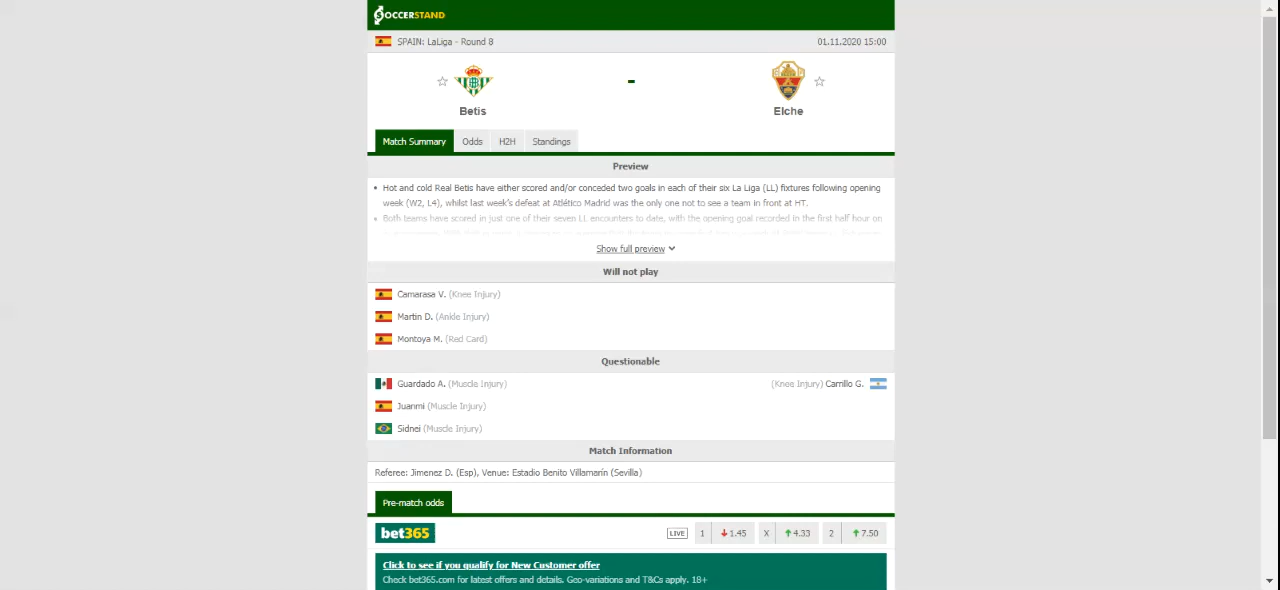 SOCCERSTAND
SPAIN: LaLiga - Round 8 01.11.2020 15:00
-
Betis Elche
Match Summary Odds H2H Standings
Preview
Hot and cold Real Betis have either scored and/or conceded two goals in each of their six La Liga (LL) fixtures following opening
week (W2, L4), whilst last week's defeat at Atlético Madrid was the only one not to see a team in front at HT.
Both teams have scored in just one of their seven LL encounters to date, with the opening goal recorded in the first half hour on
Show full preview
Will not play
Camarasa V. (Knee Injury)
Martin D. (Ankle Injury)
Montoya M. (Red Card)
Questionable
Guardado A. (Muscle Injury) (Knee Injury) Carrillo G.
Juanmi (Muscle Injury)
Sidnei (Muscle Injury)
Match Information
Referee: Jimenez D. (Esp), Venue: Estadio Benito Villamarín (Sevilla)
Pre-match odds
bet365 LIVE 1 1.45 X 4.33 2 7.50
Click to see if you qualify for New Customer offer
Check bet365.com for latest offers and details. Geo-variations and T&Cs apply. 18+